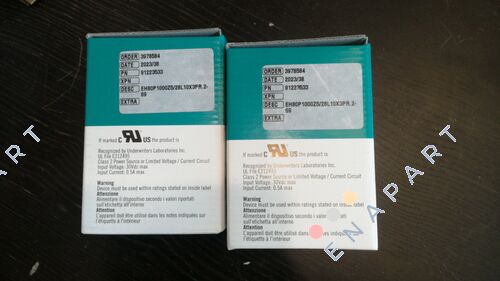 ORDER 3978584
DATE 2023/38
PN 91223533
XPN
DESC EH80P1000Z5/28L10X3PR.2-
69
EXTRA
If marked C RU US the product is
Recognized by Underwriters Laboratories Inc.
UL File E212495
Class 2 Power Source or Limited Voltage / Current Circuit
Input Voltage: 30Vdc max
Input Current: 0.5A max
Warning
Device must be used within ratings stated on inside label
Attenzione
Alimentare il dispositivo secondo i valori riportati
sull'etichetta all'interno
Attention
L'appareil doit être utilisé dans les notes indiquées sur
l'étiquette à l'intérieur
ORDER 3978584
DATE 2023/38
PN 91223533
XPN
DESC EH80P1000Z5/28L10X3PR.2-
69
EXTRA
If marked C RU US the product is
Recognized by Underwriters Laboratories Inc.
UL File E212495
Class 2 Power Source or Limited Voltage / Current Circuit
Input Voltage: 30Vdc max
Input Current: 0.5A max
Warning
Device must be used within ratings stated on inside label
Attenzione
Alimentare il dispositivo secondo i valori riportati
sull'etichetta all'interno
Attention
L'appareil doit être utilisé dans les notes indiquées sur
l'étiquette à l'intérieur
ENAPART
ENAPART